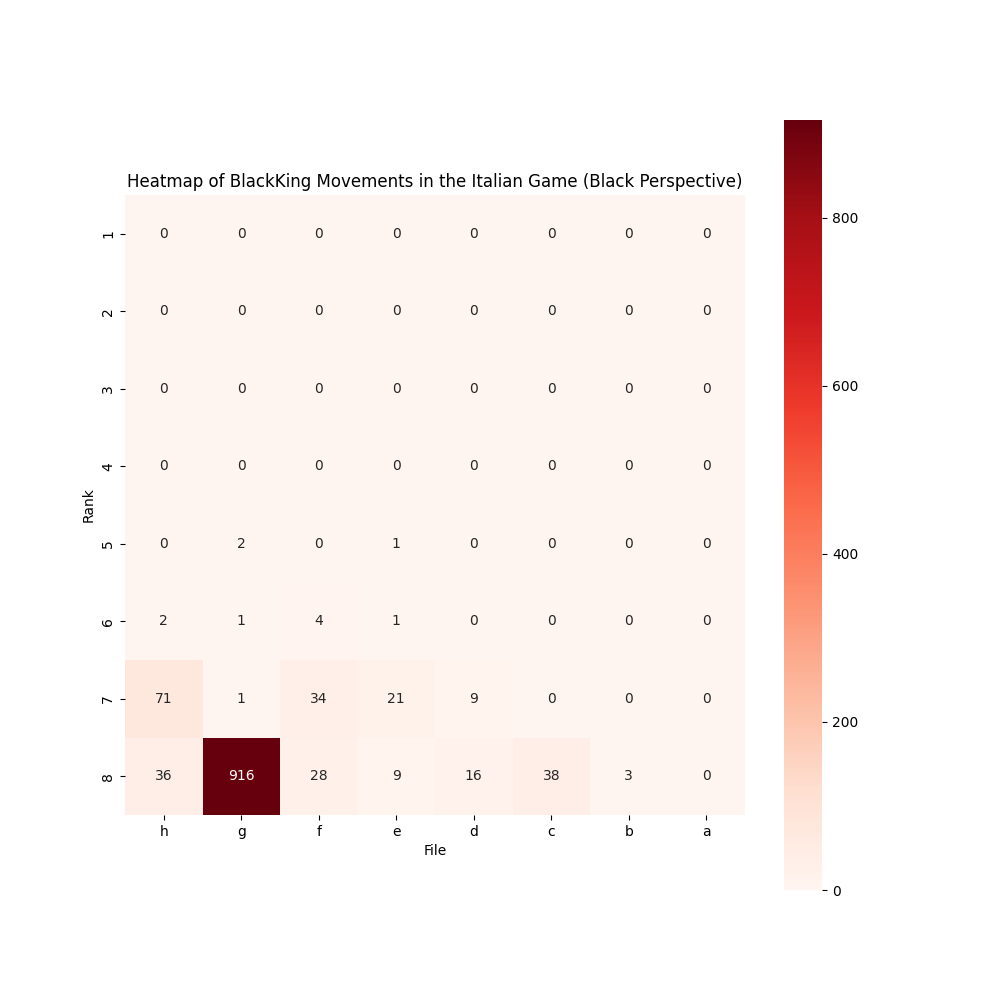 Heatmap of BlackKing Movements in the Italian Game (Black Perspective)
1 0 0 0 0 0 0 0 0
2 0 0 0 0 0 0 0 0
3 0 0 0 0 0 0 0 0
4 0 0 0 0 0 0 0 0
5 0 2 0 1 0 0 0 0
6 2 1 4 1 0 0 0 0
7 71 1 34 21 9 0 0 0
8 36 916 28 9 16 38 3 0
Rank
h g f e d c b a
File
800
600
400
200
0